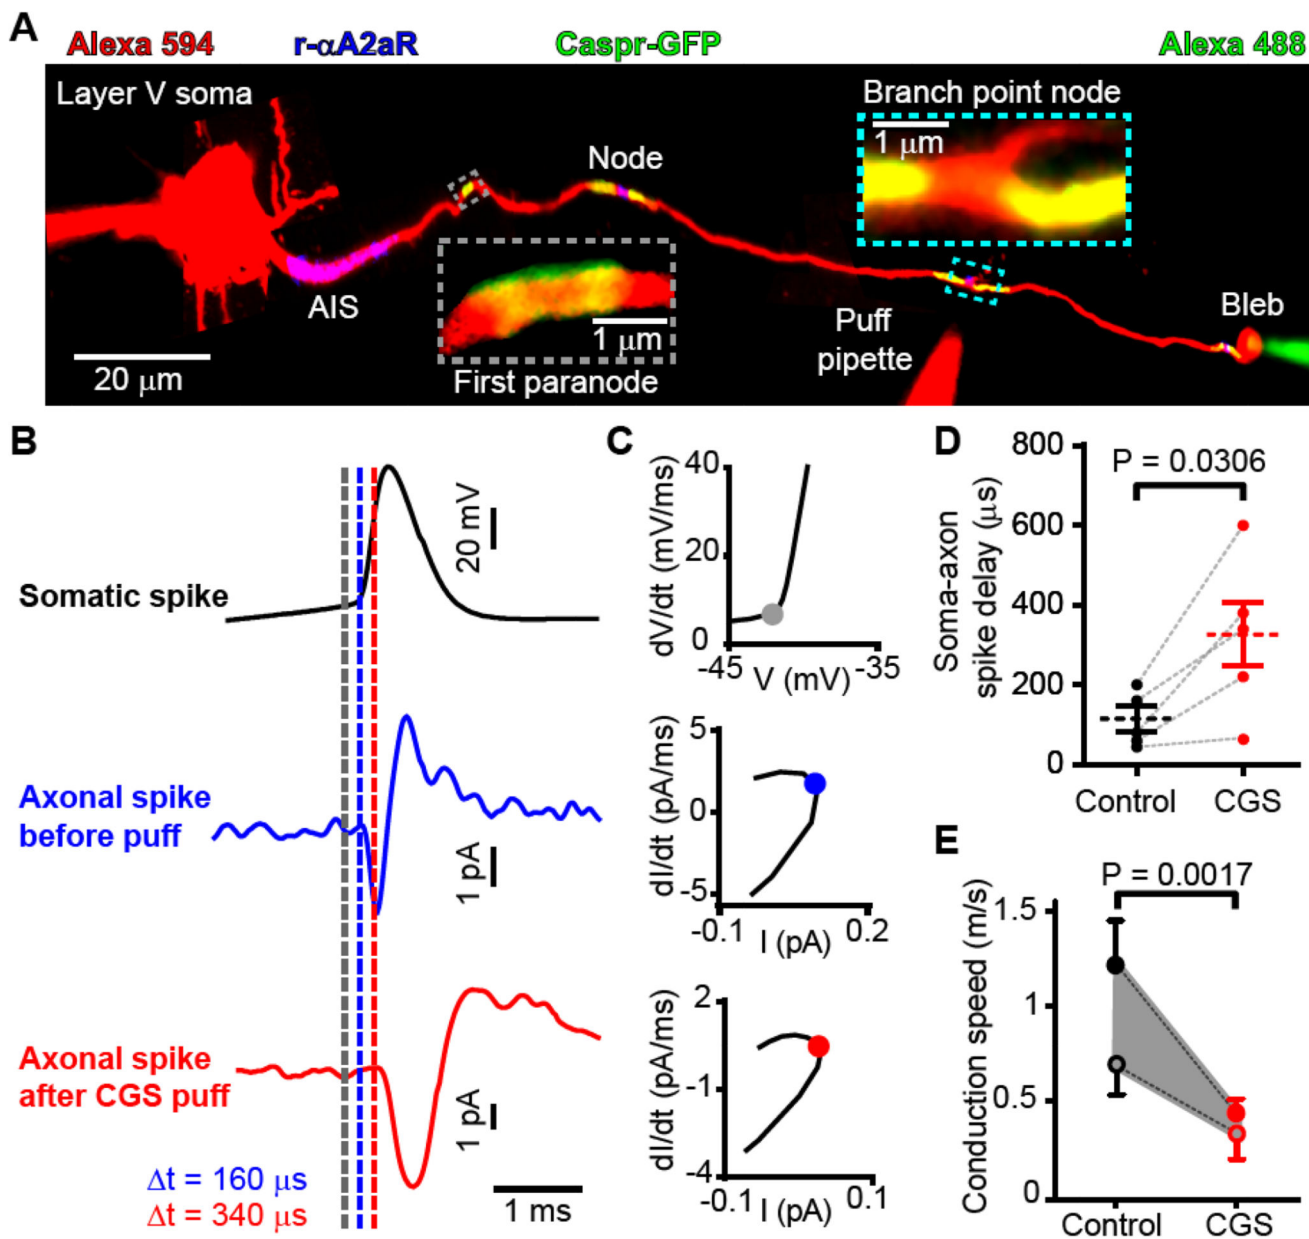 A
Alexa 594 r-αA2aR Caspr-GFP Alexa 488
Layer V soma
Branch point node
1 μm
Node
AIS
1 μm
First paranode
20 μm
Puff
pipette
Bleb
B
Somatic spike
20 mV
Axonal spike
before puff
1 pA
Axonal spike
after CGS puff
1 pA
Δt = 160 μs
Δt = 340 μs
1 ms
C
dV/dt (mV/ms)
40
20
0
-45 V (mV) -35
dI/dt (pA/ms)
5
0
-5
-0.1 I (pA) 0.2
dI/dt (pA/ms)
2
-1
-4
-0.1 I (pA) 0.1
D
Soma-axon
spike delay (μs)
800
600
400
200
0
P = 0.0306
Control CGS
E
Conduction speed (m/s)
P = 0.0017
1.5
1
0.5
0
Control CGS